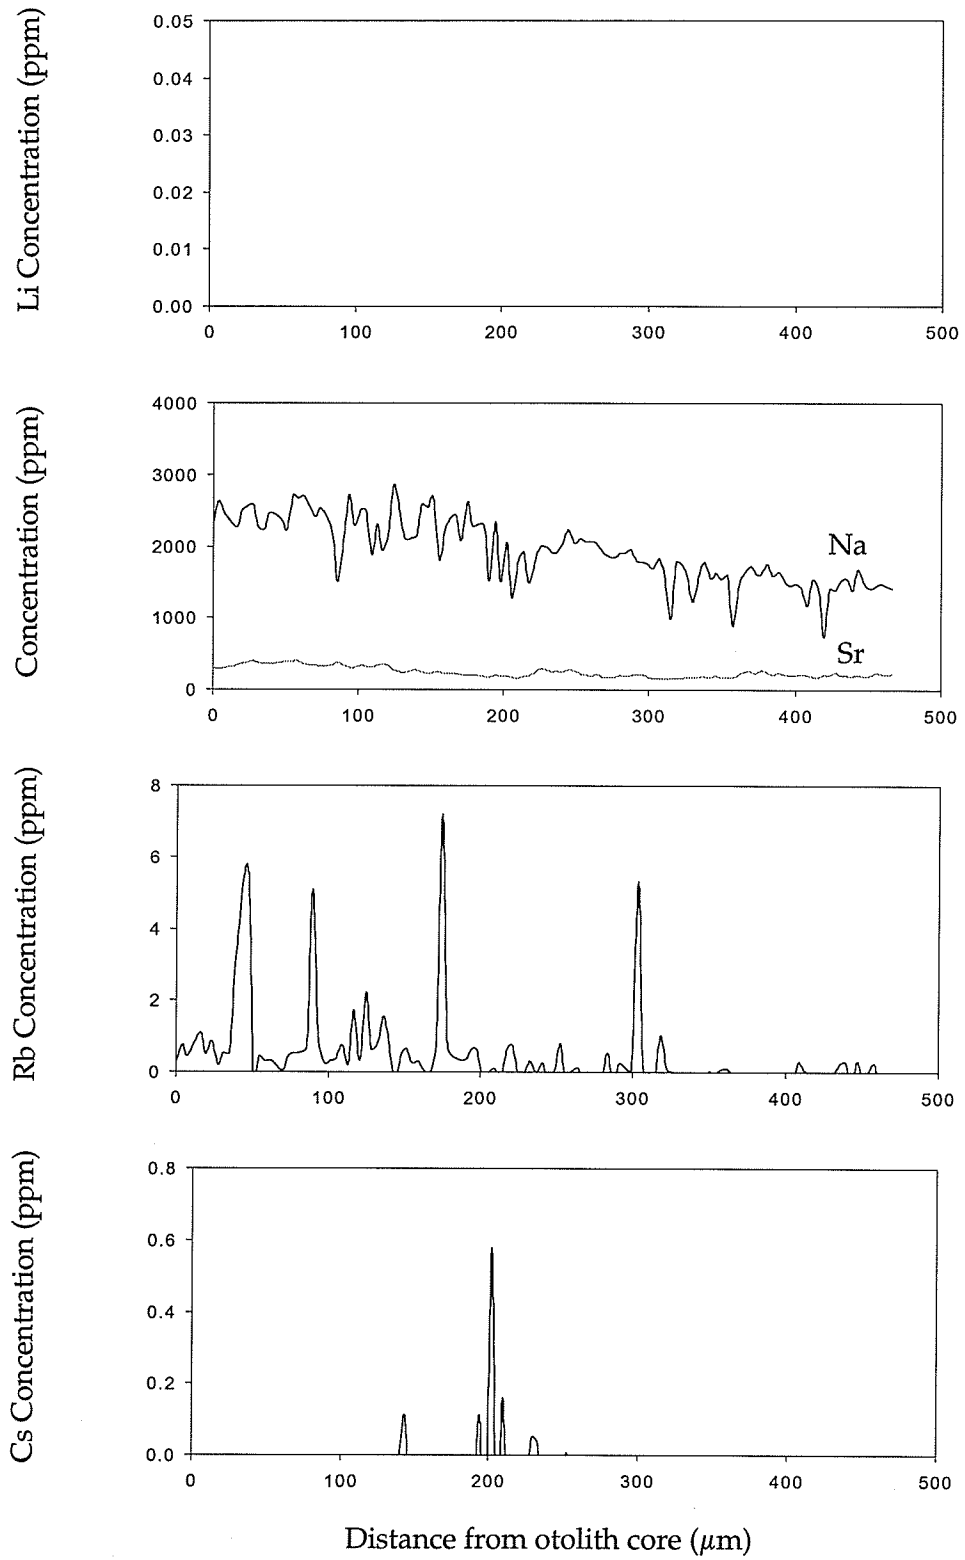 Li Concentration (ppm)
0.05
0.04
0.03
0.02
0.01
0.00
0 100 200 300 400 500
Concentration (ppm)
4000
3000
2000
1000
0
Na
Sr
0 100 200 300 400 500
Rb Concentration (ppm)
8
6
4
2
0
0 100 200 300 400 500
Cs Concentration (ppm)
0.8
0.6
0.4
0.2
0.0
0 100 200 300 400 500
Distance from otolith core (μm)